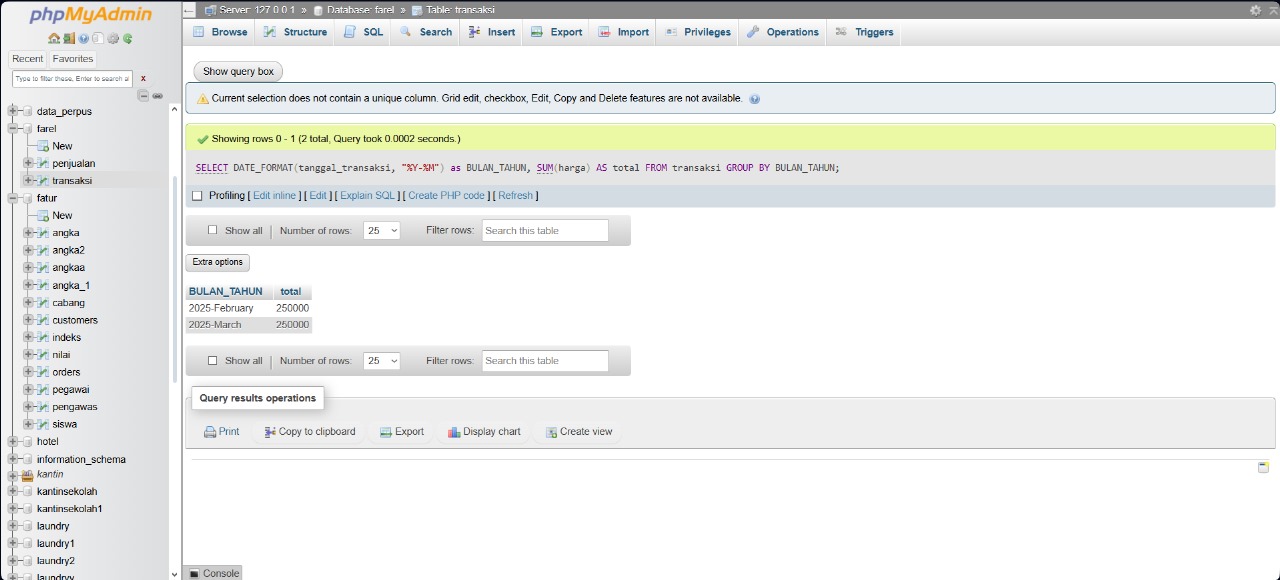 phpMyAdmin
Recent Favorites
Type to filter these, Enter to search al X
data_perpus
farel
New
penjualan
transaksi
fatur
New
angka
angka2
angkaa
angka_1
cabang
customers
indeks
nilai
orders
pegawai
pengawas
siswa
hotel
information_schema
kantin
kantinsekolah
kantinsekolah1
laundry
laundry1
laundry2
laundryy
Server: 127.0.0.1 » Database: farel » Table: transaksi
Browse Structure SQL Search Insert Export Import Privileges Operations Triggers
Show query box
Current selection does not contain a unique column. Grid edit, checkbox, Edit, Copy and Delete features are not available.
Showing rows 0 - 1 (2 total, Query took 0.0002 seconds.)
SELECT DATE_FORMAT(tanggal_transaksi, "%Y-%M") as BULAN_TAHUN, SUM(harga) AS total FROM transaksi GROUP BY BULAN_TAHUN;
Profiling [ Edit inline ] [ Edit ] [ Explain SQL ] [ Create PHP code ] [ Refresh ]
Show all | Number of rows: 25 Filter rows: Search this table
Extra options
BULAN_TAHUN total
2025-February 250000
2025-March 250000
Show all | Number of rows: 25 Filter rows: Search this table
Query results operations
Print Copy to clipboard Export Display chart Create view
Console